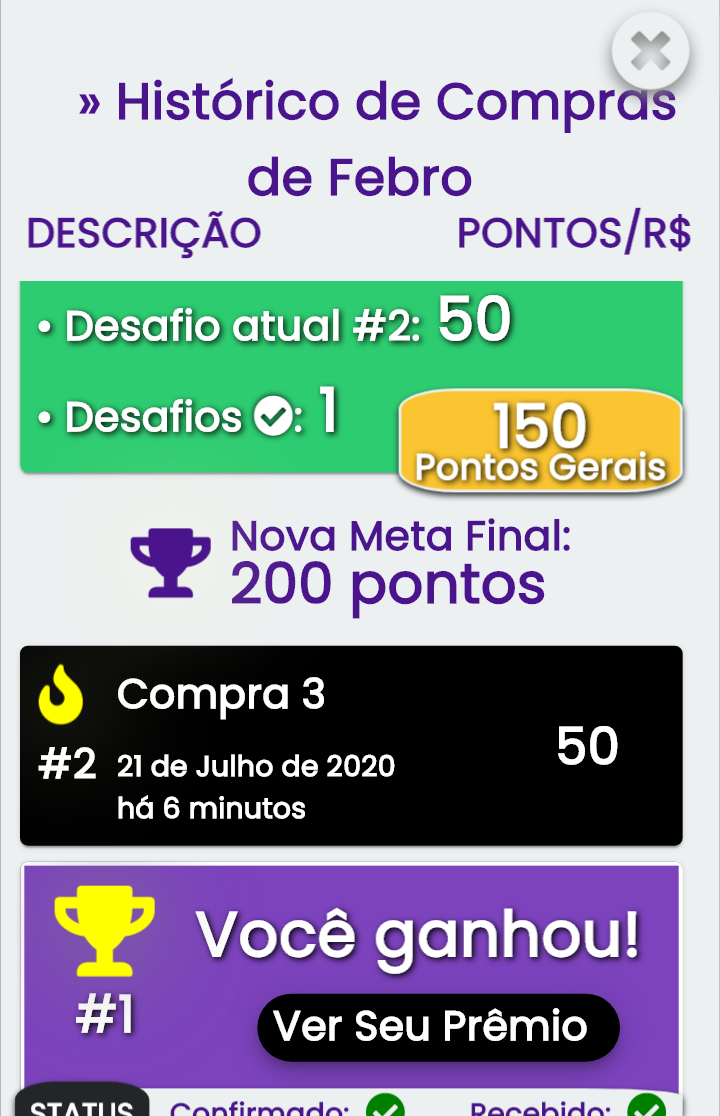 » Histórico de Compras
de Febro
DESCRIÇÃO PONTOS/R$
• Desafio atual #2: 50
• Desafios : 1
150
Pontos Gerais
Nova Meta Final:
200 pontos
Compra 3
50
#2 21 de Julho de 2020
há 6 minutos
Você ganhou!
#1
Ver Seu Prêmio
STATUS Confirmado: Recebido: